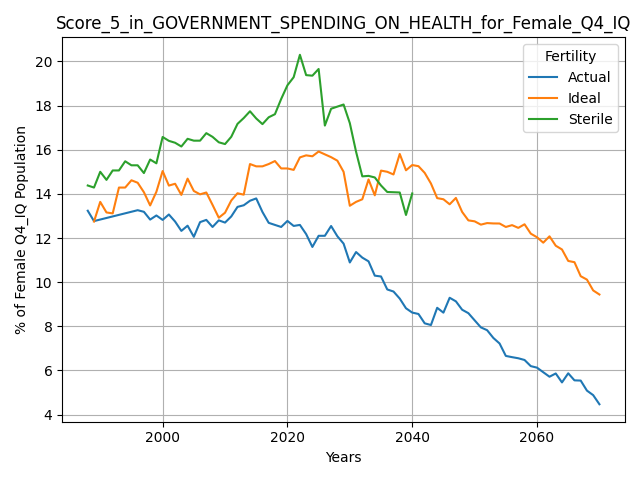 Score_5_in_GOVERNMENT_SPENDING_ON_HEALTH_for_Female_Q4_IQ
Fertility
Actual
Ideal
Sterile
% of Female Q4_IQ Population
20
18
16
14
12
10
8
6
4
2000
2020
2040
2060
Years